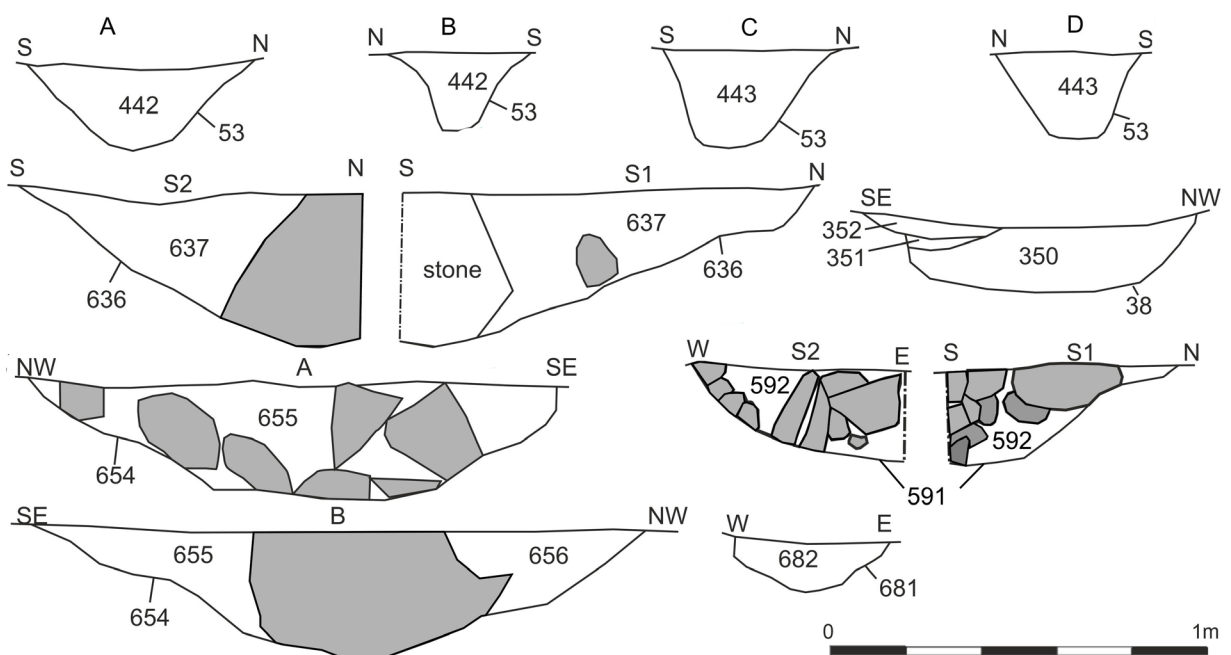 A B C D
S N N S S N N S
442 442 443 443
53 53 53 53
S S2 N S S1 N
637 637
stone
636 636
SE NW
352
351 350
38
NW A SE
655
654
W S2 E S S1 N
592 592
591
SE B NW
655 656
654
W E
682
681
0 1m